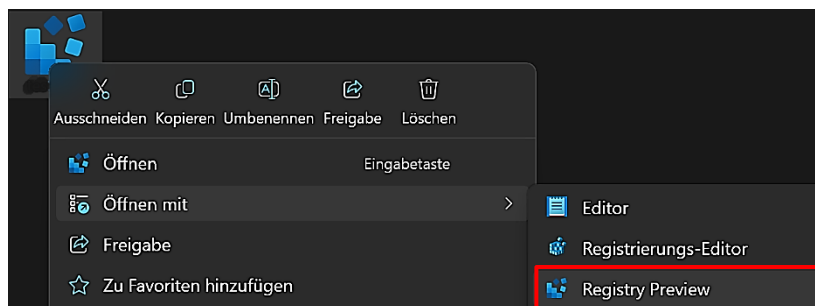 Ausschneiden Kopieren Umbenennen Freigabe Löschen
Öffnen Eingabetaste
Öffnen mit
Editor
Freigabe
Registrierungs-Editor
Zu Favoriten hinzufügen
Registry Preview